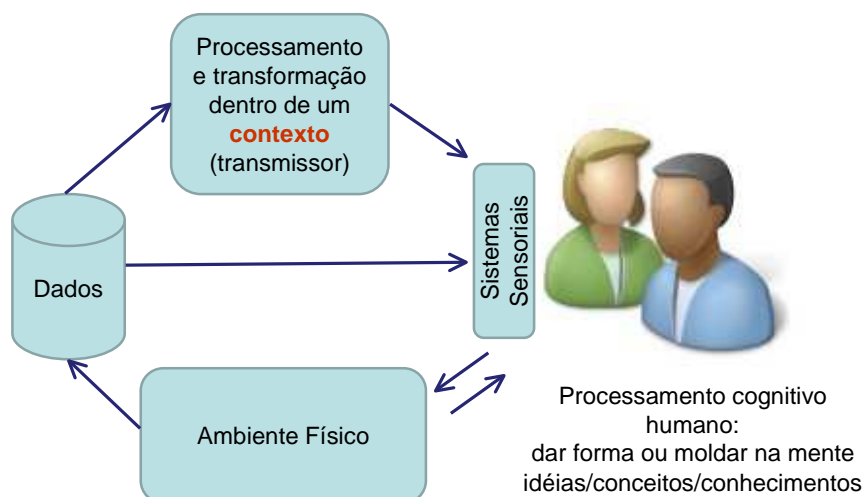 Processamento
e transformação
dentro de um
contexto
(transmissor)
Dados
Sistemas
Sensoriais
Ambiente Físico
Processamento cognitivo
humano:
dar forma ou moldar na mente
idéias/conceitos/conhecimentos